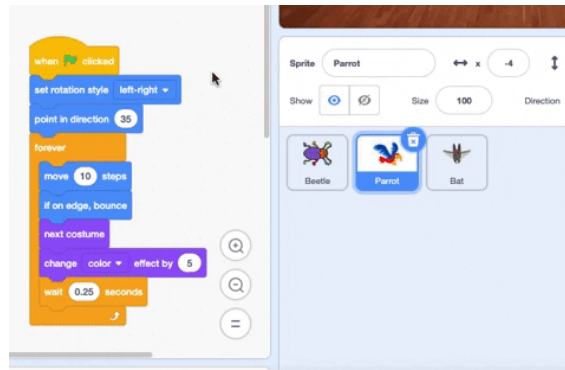 when clicked
set rotation style left-right
point in direction 35
forever
move 10 steps
if on edge, bounce
next costume
change color effect by 5
wait 0.25 seconds
Sprite Parrot x -4
Show Size 100 Direction
Beetle Parrot Bat